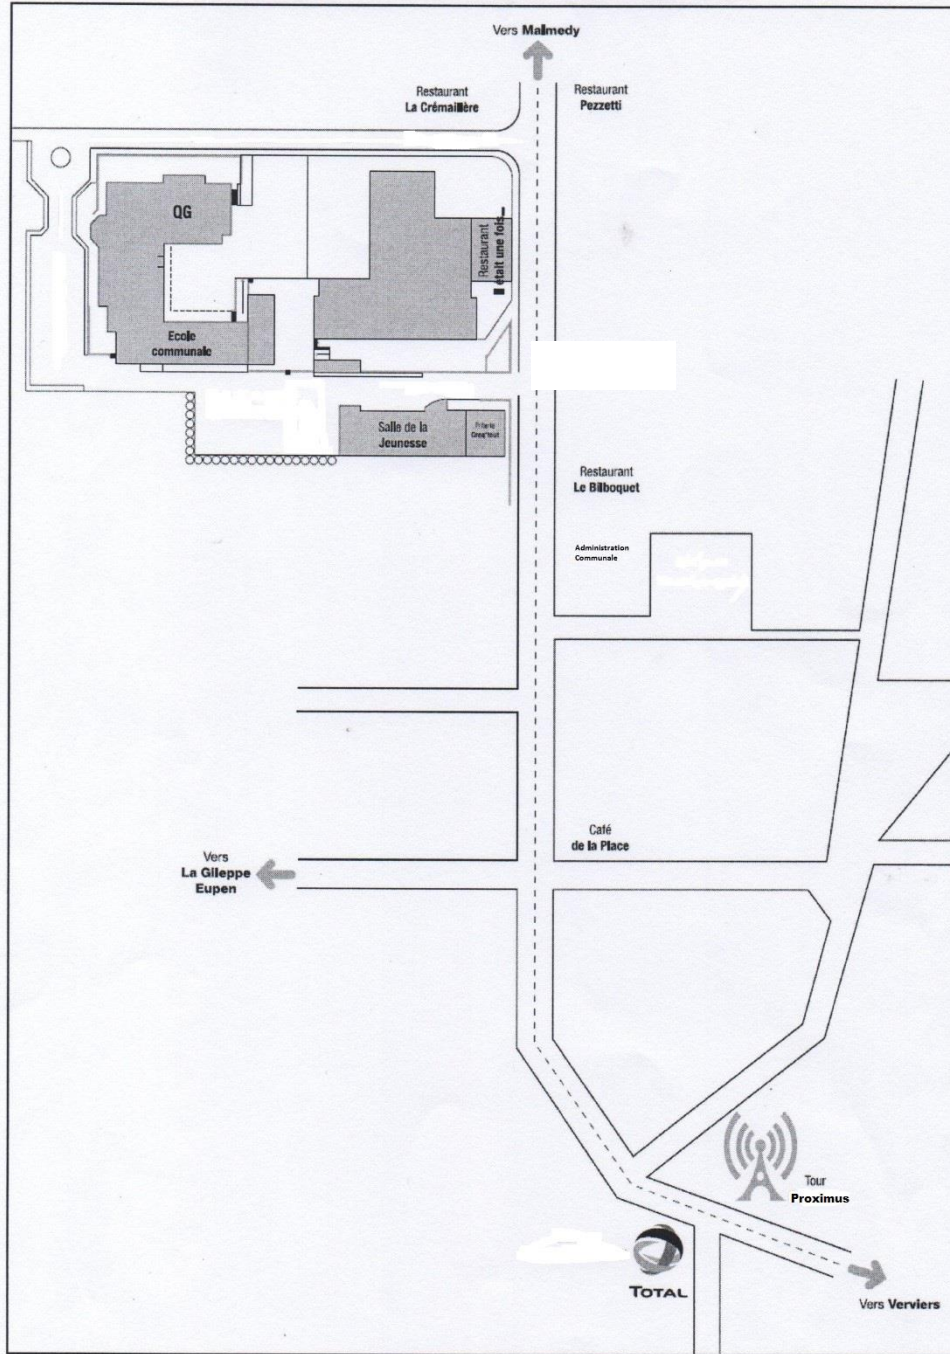 Vers Malmedy
Restaurant
La Crémaillère
Restaurant
Pezzetti
QG
Restaurant
Il était une fois...
Ecole
communale
Salle de la
Jeunesse
Friterie
Croq'tout
Restaurant
Le Bilboquet
Administration
Communale
Café
de la Place
Vers
La Gileppe
Eupen
Tour
Proximus
TOTAL
Vers Verviers